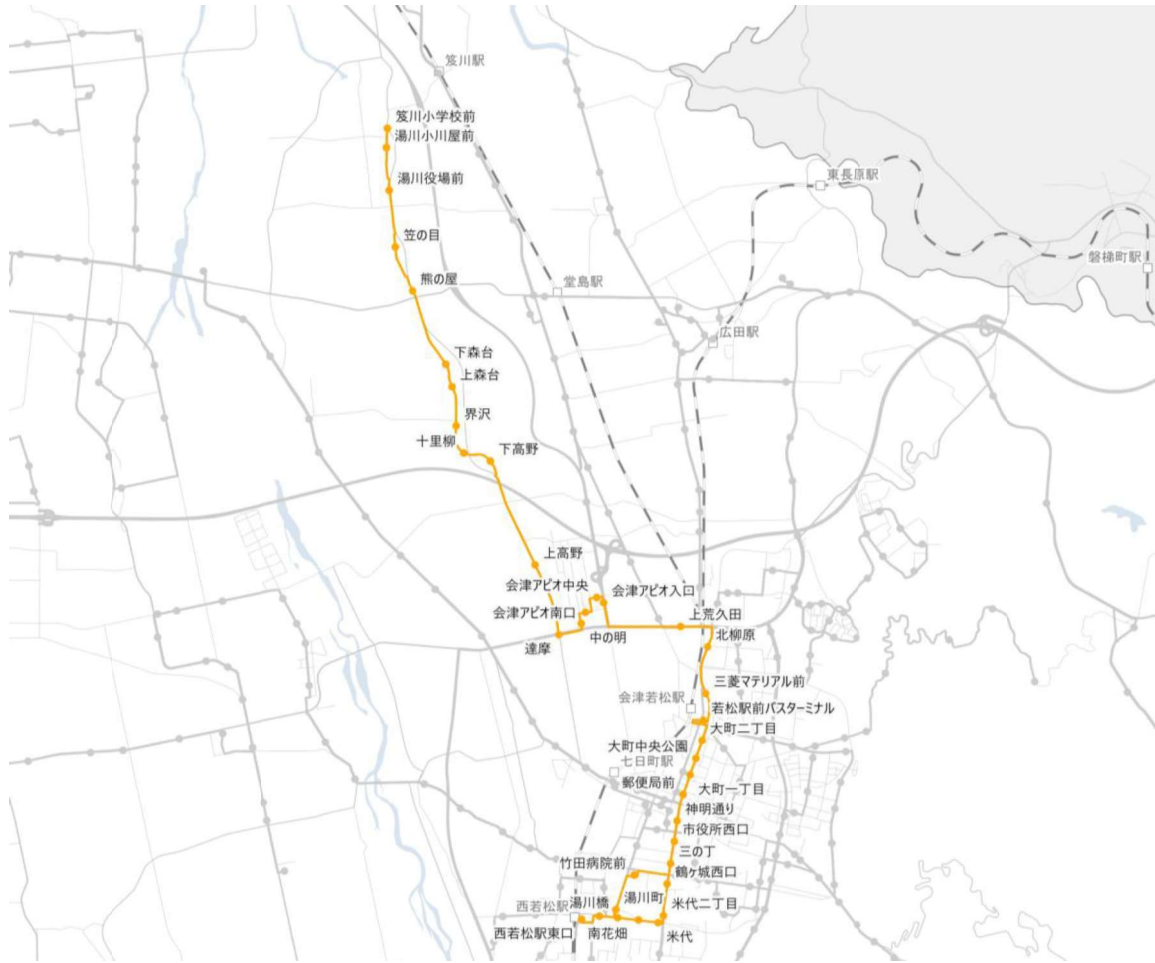 笈川駅
笈川小学校前
湯川小川屋前
湯川役場前
東長原駅
笠の目
磐梯町駅
熊の屋
堂島駅
広田駅
下森台
上森台
界沢
十里柳
下高野
上高野
会津アピオ中央
会津アピオ入口
会津アピオ南口
上荒久田
中の明
北柳原
達摩
三菱マテリアル前
会津若松駅
若松駅前バスターミナル
大町二丁目
大町中央公園
七日町駅
郵便局前
大町一丁目
神明通り
市役所西口
三の丁
竹田病院前
鶴ヶ城西口
湯川町
湯川橋
西若松駅
米代二丁目
西若松駅東口
南花畑
米代